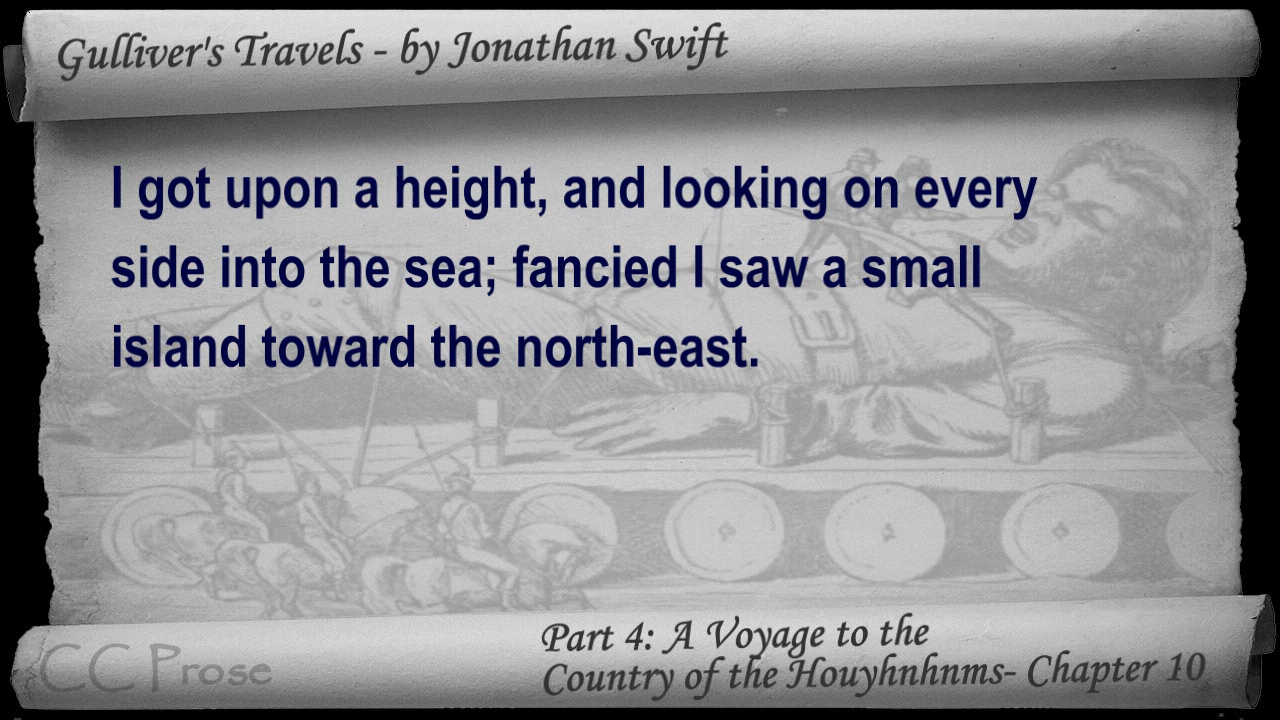 Gulliver's Travels - by Jonathan Swift
I got upon a height, and looking on every
side into the sea; fancied I saw a small
island toward the north-east.
CC Prose
Part 4: A Voyage to the
Country of the Houyhnhnms- Chapter 10